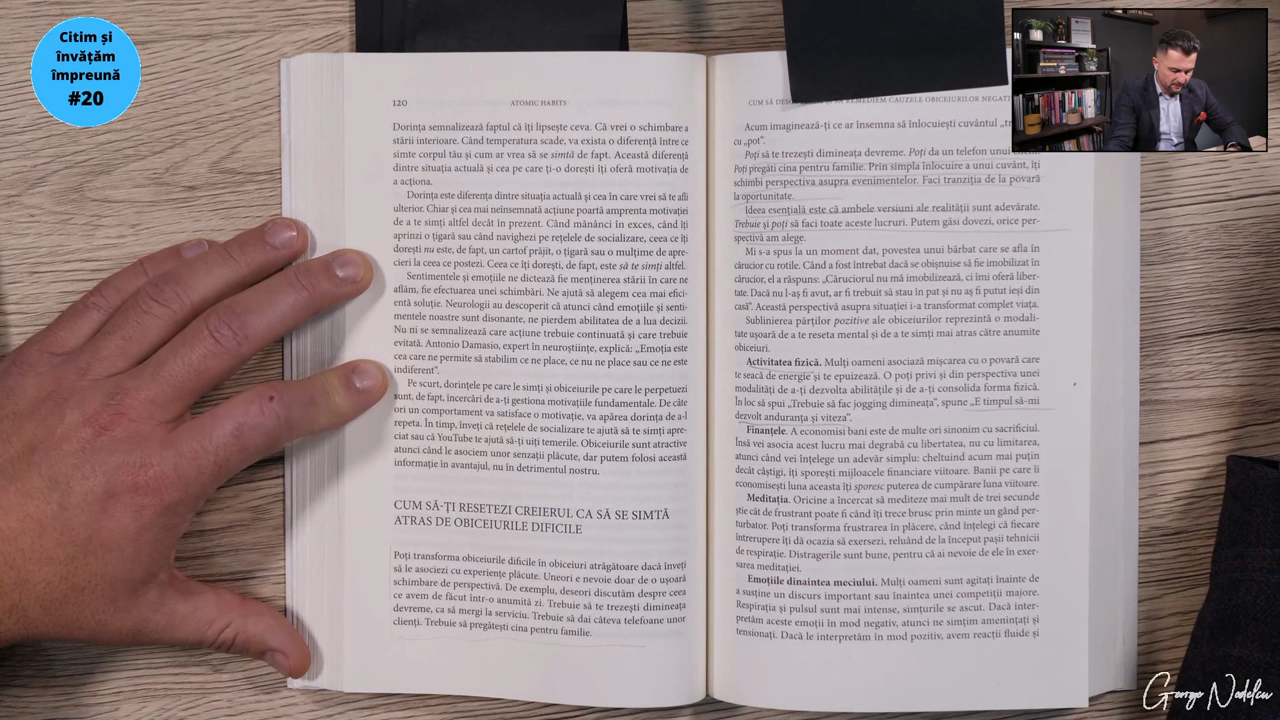 Citim și
învățăm
împreună
#20
120
ATOMIC HABITS
Dorința semnalizează faptul că îți lipsește ceva. Că vrei o schimbare a
stării interioare. Când temperatura scade, va exista o diferență între ce
simte corpul tău și cum ar vrea să se simtă de fapt. Această diferență
dintre situația actuală și cea pe care ți-o dorești îți oferă motivația de
a acționa.
Dorința este diferența dintre situația actuală și cea în care vrei să te afli
ulterior. Chiar și cea mai neînsemnată acțiune poartă amprenta motivației
de a te simți altfel decât în prezent. Când mănânci în exces, când îți
aprinzi o țigară sau când navighezi pe rețelele de socializare, ceea ce îți
dorești nu este, de fapt, un cartof prăjit, o țigară sau o mulțime de apre-
cieri la ceea ce postezi. Ceea ce îți dorești, de fapt, este să te simți altfel.
Sentimentele și emoțiile ne dictează fie menținerea stării în care ne
aflăm, fie efectuarea unei schimbări. Ne ajută să alegem cea mai efici-
entă soluție. Neurologii au descoperit că atunci când emoțiile și senti-
mentele noastre sunt disonante, ne pierdem abilitatea de a lua decizii.
Nu ni se semnalizează care acțiune trebuie continuată și care trebuie
evitată. Antonio Damasio, expert în neuroștiințe, explică: „Emoția este
cea care ne permite să stabilim ce ne place, ce nu ne place sau ce ne este
indiferent”.
Pe scurt, dorințele pe care le simți și obiceiurile pe care le perpetuezi
sunt, de fapt, încercări de a-ți gestiona motivațiile fundamentale. De câte
ori un comportament va satisface o motivație, va apărea dorința de a-l
repeta. În timp, înveți că rețelele de socializare te ajută să te simți apre-
ciat sau că YouTube te ajută să-ți uiți temerile. Obiceiurile sunt atractive
atunci când le asociem unor senzații plăcute, dar putem folosi această
informație în avantajul, nu în detrimentul nostru.
CUM SĂ-ȚI RESETEZI CREIERUL CA SĂ SE SIMTĂ
ATRAS DE OBICEIURILE DIFICILE
Poți transforma obiceiurile dificile în obiceiuri atrăgătoare dacă înveți
să le asociezi cu experiențe plăcute. Uneori e nevoie doar de o ușoară
schimbare de perspectivă. De exemplu, deseori discutăm despre ceea
ce avem de făcut într-o anumită zi. Trebuie să te trezești dimineața
devreme, ca să mergi la serviciu. Trebuie să dai câteva telefoane unor
clienți. Trebuie să pregătești cina pentru familie.
CUM SĂ REMEDIEM CAUZELE OBICEIURILOR
Acum imaginează-ți ce ar însemna să înlocuiești cuvântul
cu „pot”.
Poți să te trezești dimineața devreme. Poți da un telefon unui
Poți pregăti cina pentru familie. Prin simpla înlocuire a unui cuvânt, îți
schimbi perspectiva asupra evenimentelor. Faci tranziția de la povară
la oportunitate.
Ideea esențială este că ambele versiuni ale realității sunt adevărate.
Trebuie și poți să faci toate aceste lucruri. Putem găsi dovezi, orice per-
spectivă am alege.
Mi s-a spus la un moment dat, povestea unui bărbat care se afla în
cărucior cu rotile. Când a fost întrebat dacă se obișnuise să fie imobilizat în
cărucior, el a răspuns: „Căruciorul nu mă imobilizează, ci îmi oferă liber-
tate. Dacă nu l-aș fi avut, ar fi trebuit să stau în pat și nu aș fi putut ieși din
casă”. Această perspectivă asupra situației i-a transformat complet viața.
Sublinierea părților pozitive ale obiceiurilor reprezintă o modali-
tate ușoară de a te reseta mental și de a te simți mai atras către anumite
obiceiuri.
Activitatea fizică. Mulți oameni asociază mișcarea cu o povară care
te seacă de energie și te epuizează. O poți privi și din perspectiva unei
modalități de a-ți dezvolta abilitățile și de a-ți consolida forma fizică.
În loc să spui „Trebuie să fac jogging dimineața”, spune „E timpul să-mi
dezvolt anduranța și viteza”.
Finanțele. A economisi bani este de multe ori sinonim cu sacrificiul.
Însă vei asocia acest lucru mai degrabă cu libertatea, nu cu limitarea,
atunci când vei înțelege un adevăr simplu: cheltuind acum mai puțin
decât câștigi, îți sporești mijloacele financiare viitoare. Banii pe care îi
economisești luna aceasta îți sporesc puterea de cumpărare luna viitoare.
Meditația. Oricine a încercat să mediteze mai mult de trei secunde
știe cât de frustrant poate fi când îți trece brusc prin minte un gând per-
turbator. Poți transforma frustrarea în plăcere, când înțelegi că fiecare
întrerupere îți dă ocazia să exersezi, reluând de la început pașii tehnicii
de respirație. Distragerile sunt bune, pentru că ai nevoie de ele în exer-
sarea meditației.
Emoțiile dinaintea meciului. Mulți oameni sunt agitați înainte de
a susține un discurs important sau înaintea unei competiții majore.
Respirația și pulsul sunt mai intense, simțurile se ascut. Dacă inter-
pretăm aceste emoții în mod negativ, atunci ne simțim amenințați și
tensionați. Dacă le interpretăm în mod pozitiv, avem reacții fluide și
George Nedelcu